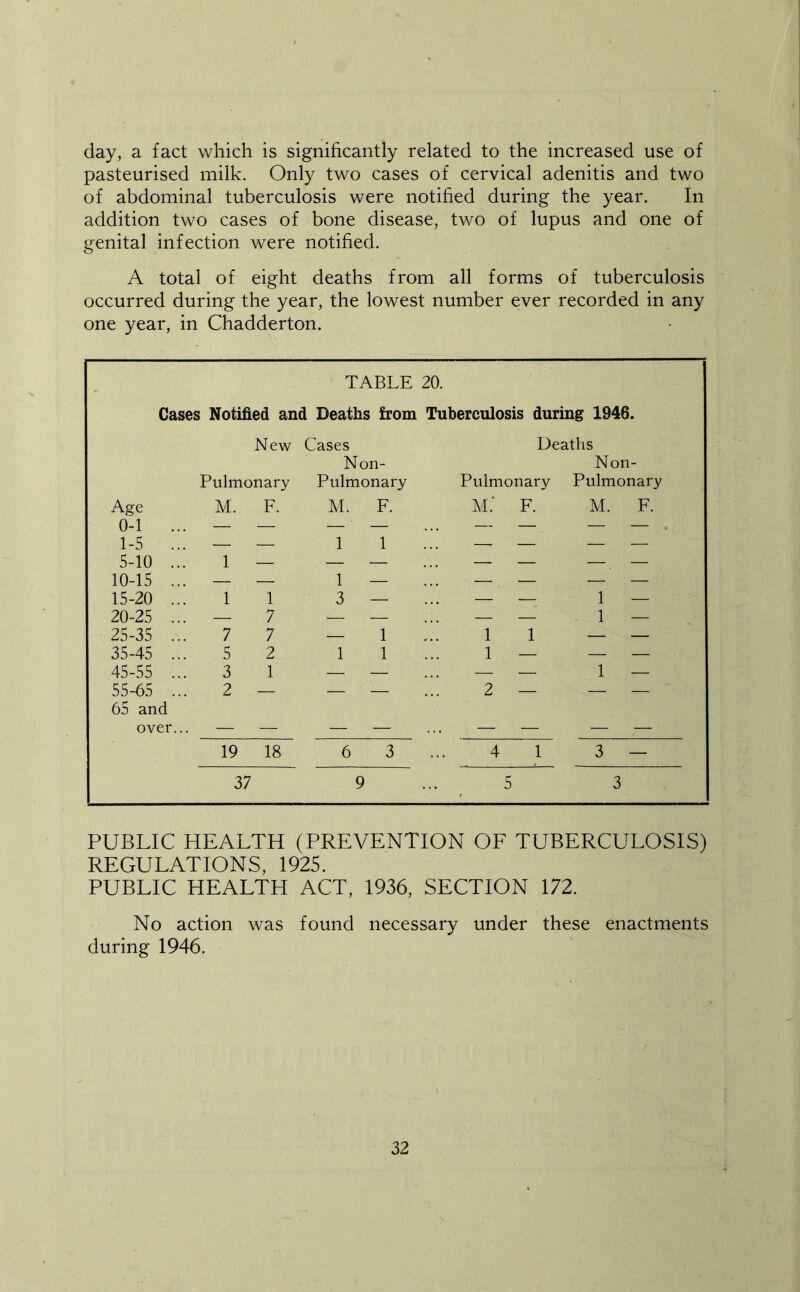 day, a fact which is significantly related to the increased use of
pasteurised milk. Only two cases of cervical adenitis and two
of abdominal tuberculosis were notified during the year. In
addition two cases of bone disease, two of lupus and one of
genital infection were notified.
A total of eight deaths from all forms of tuberculosis
occurred during the year, the lowest number ever recorded in any
one year, in Chadderton.
TABLE 20.
Cases Notified and Deaths from Tuberculosis during 1946.
New Cases Deaths
Non- Non-
Pulmonary Pulmonary Pulmonary Pulmonary
Age M. F. M. F. M. F. M. F.
0-1 ... — — — — ... — — — —
1-5 ... — — 1 1 ... — — — —
5-10 ... 1 — — — ... — — — —
10-15 ... — — 1 — ... — — — —
15-20 ... 1 1 3 — ... — — 1 —
20-25 ... — 7 — — ... — — 1 —
25-35 ... 7 7 — 1 ... 1 1 — —
35-45 ... 5 2 1 1 ... 1 — — —
45-55 ... 3 1 — — ... — — 1 —
55-65 ... 2 — — — ... 2 — — —
65 and
over... — — — — ... — — — —
19 18 6 3 ... 4 1 3 —
37 9 ... 5 3
PUBLIC HEALTH (PREVENTION OF TUBERCULOSIS)
REGULATIONS, 1925.
PUBLIC HEALTH ACT, 1936, SECTION 172.
No action was found necessary under these enactments
during 1946.
32